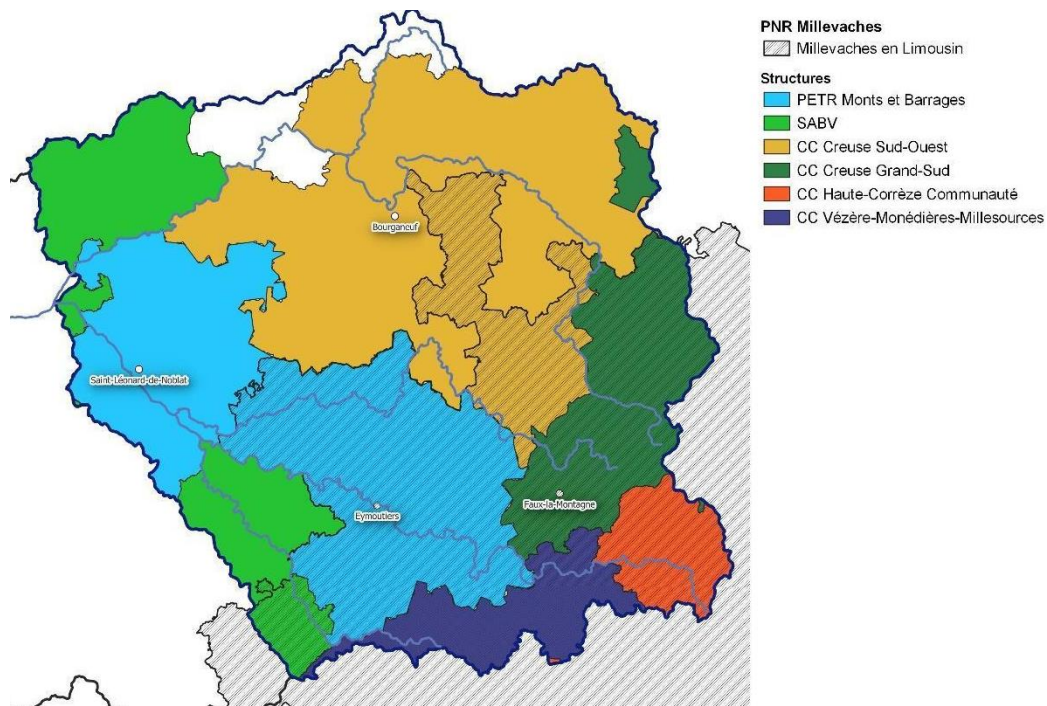 PNR Millevaches
Millevaches en Limousin
Structures
PETR Monts et Barrages
SABV
CC Creuse Sud-Ouest
CC Creuse Grand-Sud
CC Haute-Corrèze Communauté
CC Vézère-Monédières-Millesources
Bourganeuf
Saint-Léonard-de-Noblat
Eymoutiers
Faux-la-Montagne